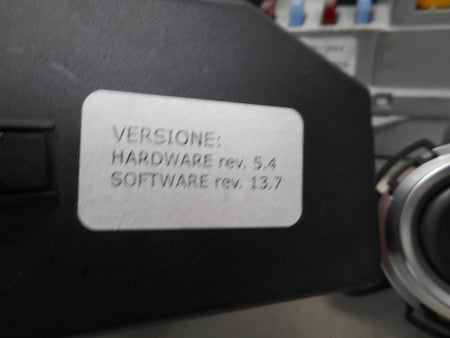 VERSIONE:
HARDWARE rev. 5.4
SOFTWARE rev. 13.7